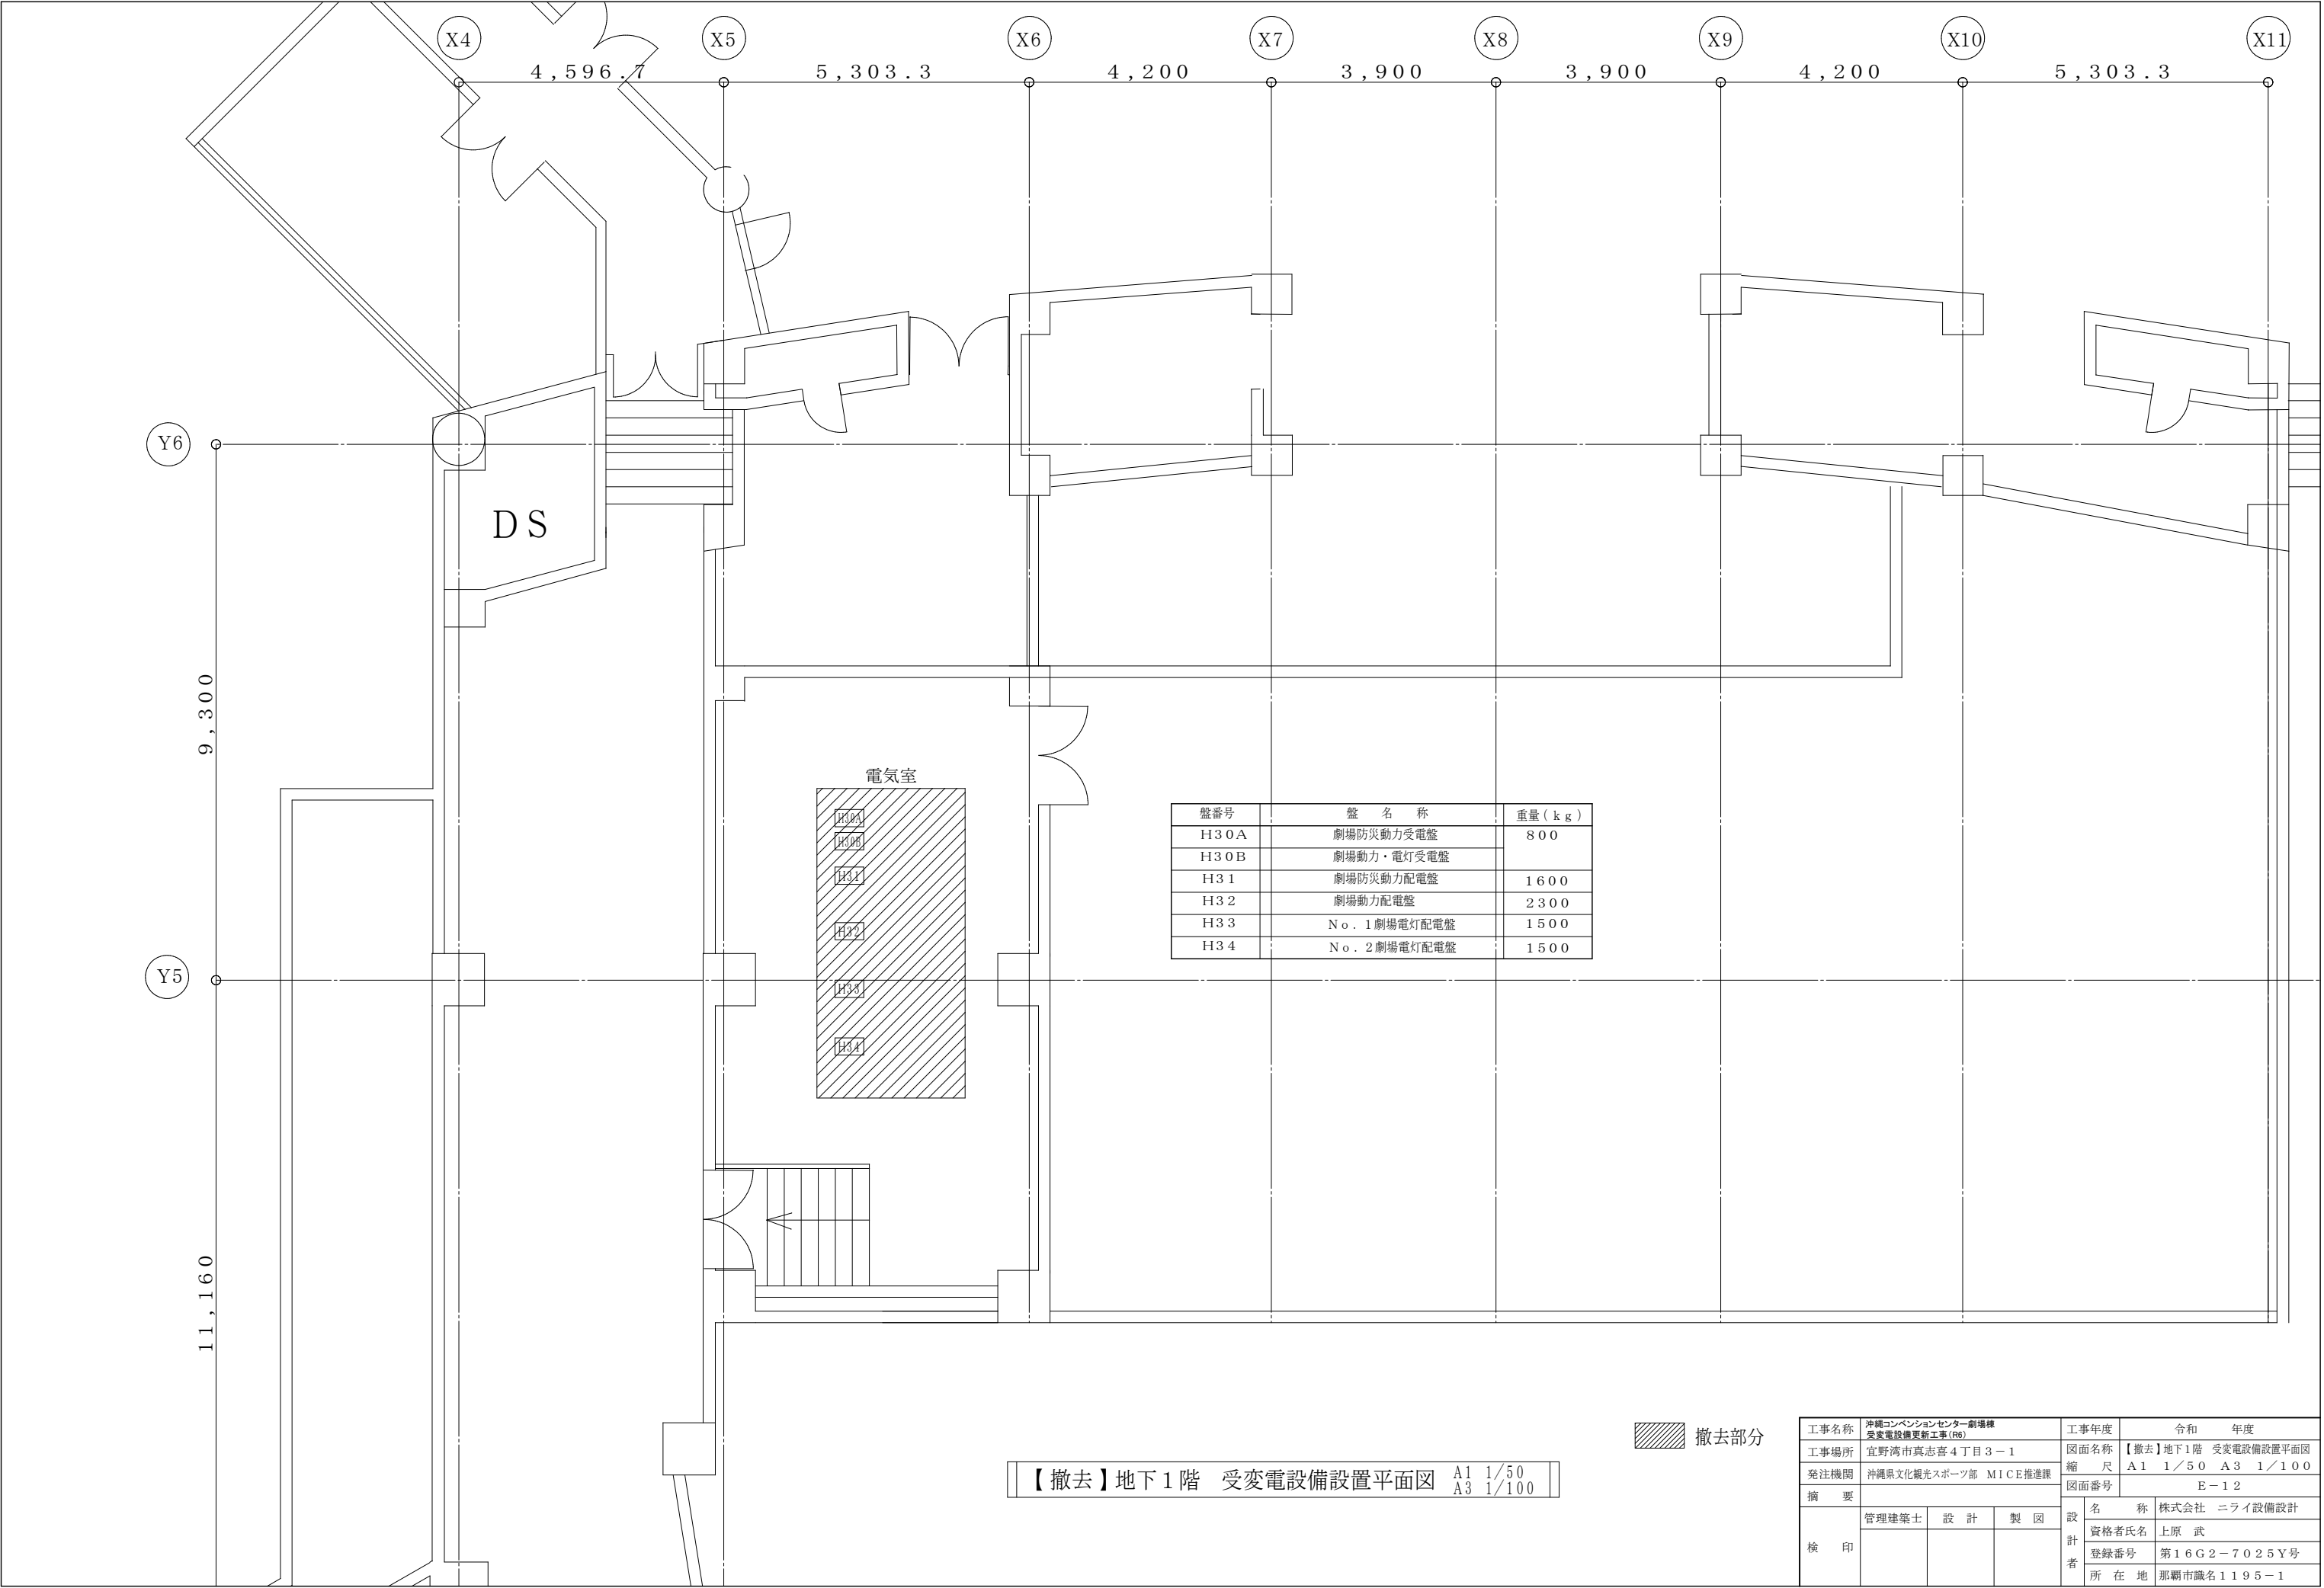 X4 X5 X6 X7 X8 X9 X10 X11
4,596.7 5,303.3 4,200 3,900 3,900 4,200 5,303.3
Y6
DS
9,300
電気室
H30A
H30B
H31
H32
H33
H34
盤番号 盤 名 称 重量(kg)
H30A 劇場防災動力受電盤 800
H30B 劇場動力・電灯受電盤
H31 劇場防災動力配電盤 1600
H32 劇場動力配電盤 2300
H33 No.1劇場電灯配電盤 1500
H34 No.2劇場電灯配電盤 1500
Y5
11,160
撤去部分
【撤去】地下1階 受変電設備設置平面図 A1 1/50
A3 1/100
工事名称 沖縄コンベンションセンター劇場棟
受変電設備更新工事(R6)
工事場所 宜野湾市真志喜4丁目3-1
発注機関 沖縄県文化観光スポーツ部 MICE推進課
摘 要
検 印 管理建築士 設 計 製 図
工事年度 令和 年度
図面名称 【撤去】地下1階 受変電設備設置平面図
縮 尺 A1 1/50 A3 1/100
図面番号 E-12
設計者
名 称 株式会社 ニライ設備設計
資格者氏名 上原 武
登録番号 第16G2-7025Y号
所 在 地 那覇市識名1195-1